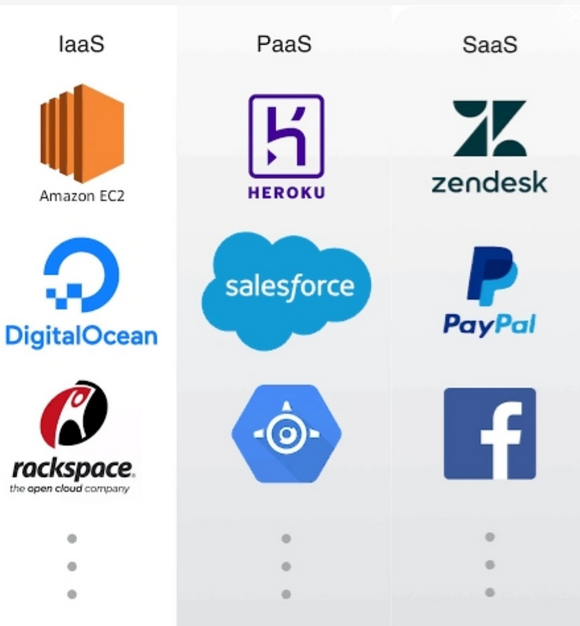 IaaS
PaaS
SaaS
Amazon EC2
HEROKU
zendesk
DigitalOcean
salesforce
PayPal
rackspace.
the open cloud company
f